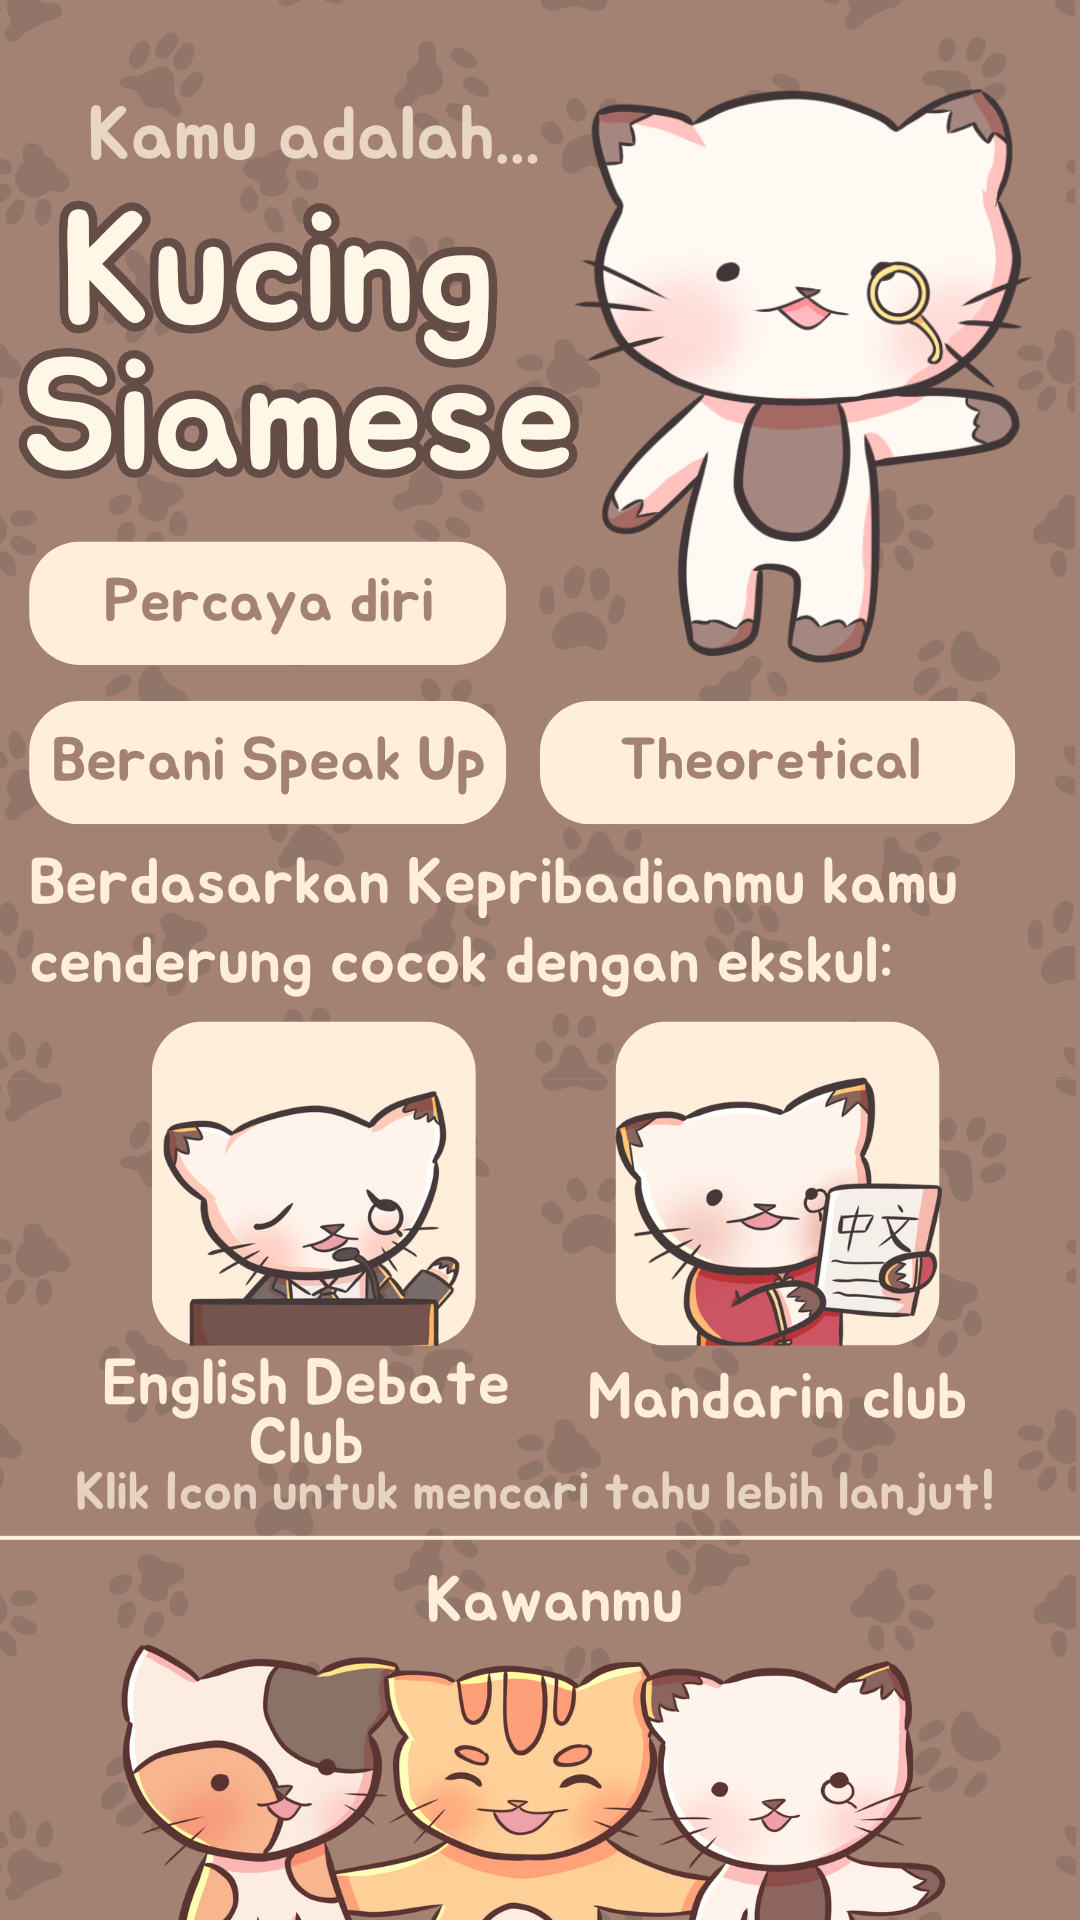 Kamu adalah...
Kucing
Siamese
Percaya diri
Berani Speak Up
Theoretical
Berdasarkan Kepribadianmu kamu
cenderung cocok dengan ekskul:
中文
English Debate
Club
Mandarin club
Klik Icon untuk mencari tahu lebih lanjut!
Kawanmu